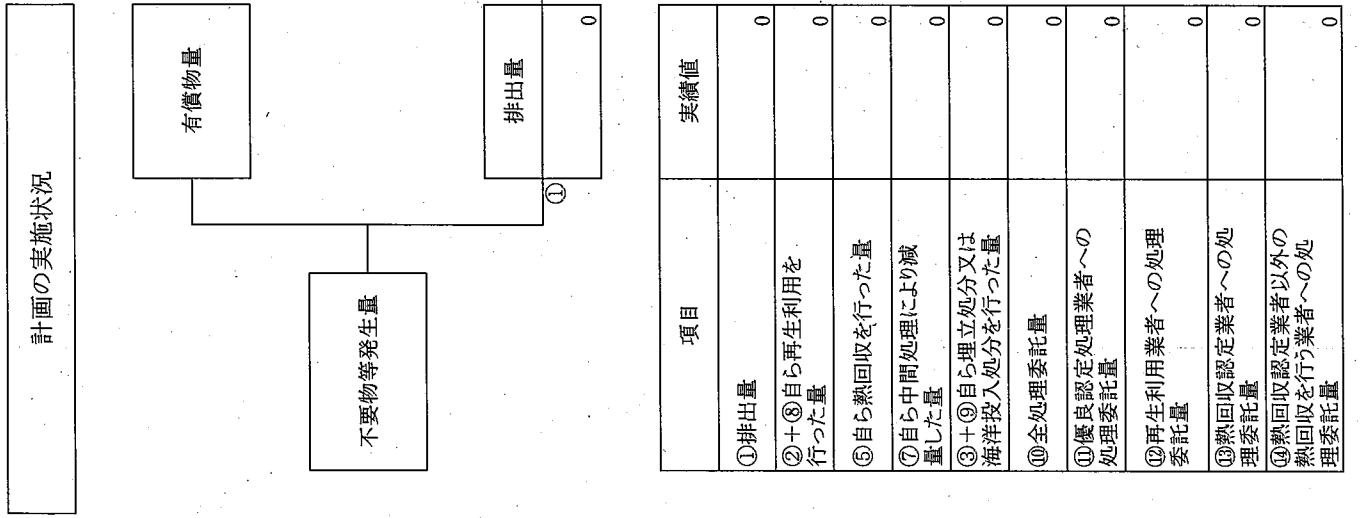 計画の実施状況
有償物量
不要物等発生量
①
排出量
0
項目
実績値
①排出量
0
②+⑧自ら再生利用を
行った量
0
⑤自ら熱回収を行った量
0
⑦自ら中間処理により減
量した量
0
③+⑨自ら埋立処分又は
海洋投入処分を行った量
0
⑩全処理委託量
0
⑪優良認定処理業者への
処理委託量
0
⑫再生利用業者への処理
委託量
0
⑬熱回収認定業者への処
理委託量
0
⑭熱回収認定業者以外の
熱回収を行う業者への処
理委託量
0